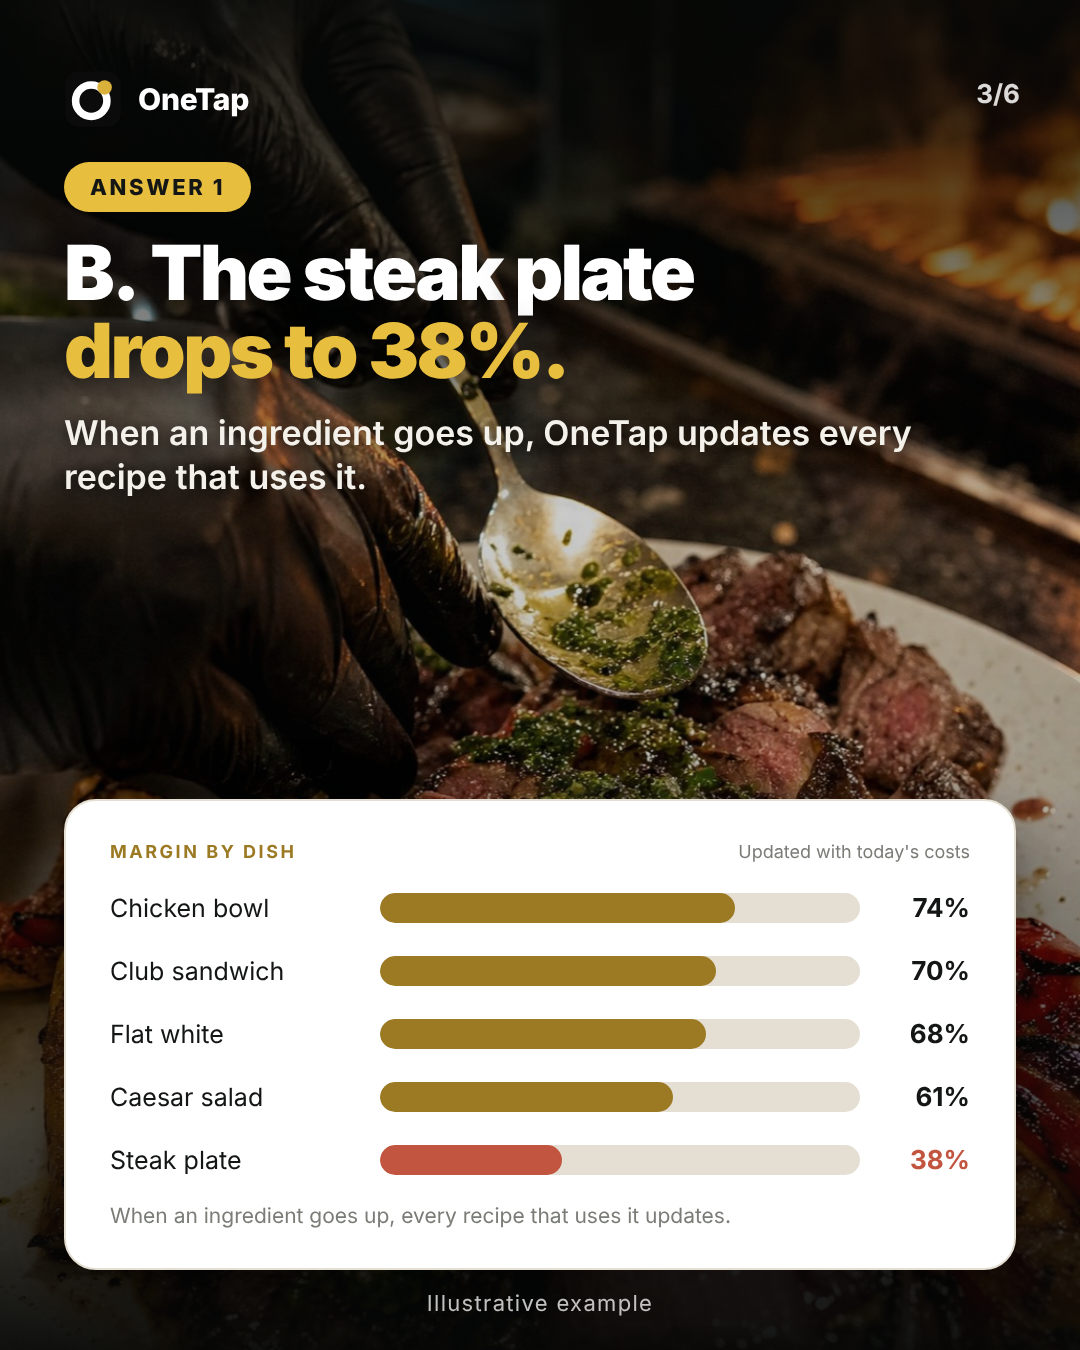 OneTap
3/6
ANSWER 1
B. The steak plate
drops to 38%.
When an ingredient goes up, OneTap updates every
recipe that uses it.
MARGIN BY DISH
Updated with today's costs
Chicken bowl 74%
Club sandwich 70%
Flat white 68%
Caesar salad 61%
Steak plate 38%
When an ingredient goes up, every recipe that uses it updates.
Illustrative example